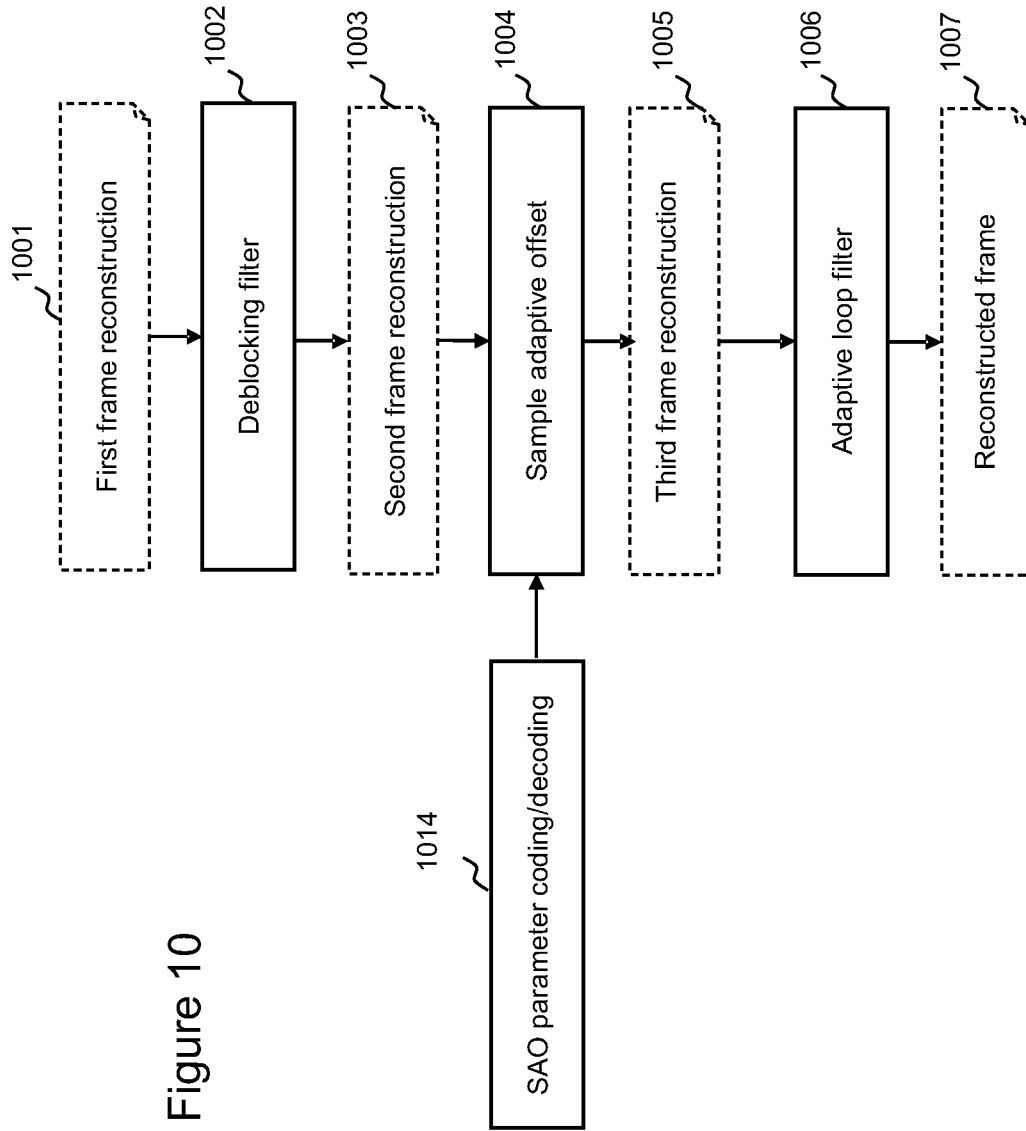 Figure 10
1001
First frame reconstruction
1002
Deblocking filter
1003
Second frame reconstruction
1014
SAO parameter coding/decoding
1004
Sample adaptive offset
1005
Third frame reconstruction
1006
Adaptive loop filter
1007
Reconstructed frame